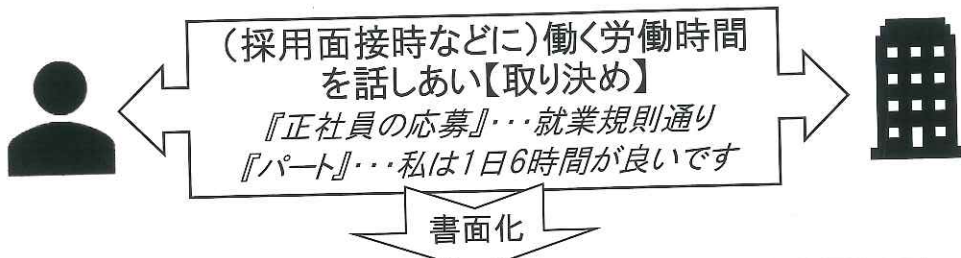 （採用面接時などに）働く労働時間
を話しあい【取り決め】
『正社員の応募』･･･就業規則通り
『パート』･･･私は1日6時間が良いです
書面化